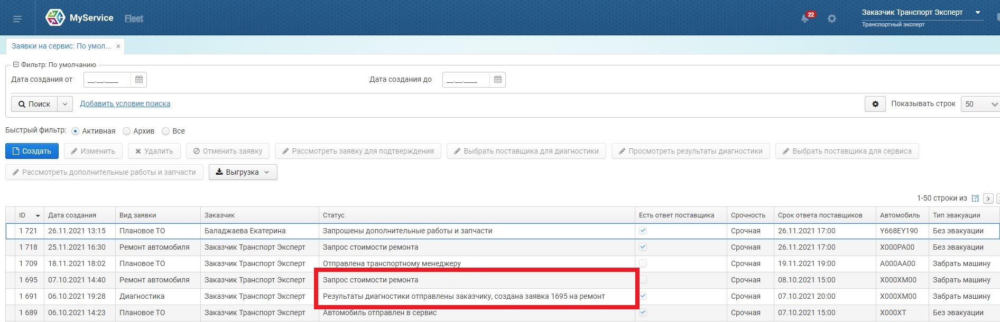 MyService Fleet 22 Заказчик Транспорт Эксперт
Транспортный эксперт
Заявки на сервис: По умол... ×
Фильтр: По умолчанию
Дата создания от __.__.____ Дата создания до __.__.____
Поиск Добавить условие поиска Показывать строк 50
Быстрый фильтр: Активная Архив Все
Создать Изменить Удалить Отменить заявку Рассмотреть заявку для подтверждения Выбрать поставщика для диагностики Просмотреть результаты диагностики Выбрать поставщика для сервиса
Рассмотреть дополнительные работы и запчасти Выгрузка
1-50 строки из [?] >
ID Дата создания Вид заявки Заказчик Статус Есть ответ поставщика Срочность Срок ответа поставщиков Автомобиль Тип эвакуации
1 721 26.11.2021 13:15 Плановое ТО Баладжаева Екатерина Запрошены дополнительные работы и запчасти Срочная 26.11.2021 17:00 Y668EY190 Без эвакуации
1 718 25.11.2021 16:30 Ремонт автомобиля Заказчик Транспорт Эксперт Запрос стоимости ремонта Срочная 26.11.2021 17:00 X000PA00 Без эвакуации
1 709 18.11.2021 18:02 Плановое ТО Заказчик Транспорт Эксперт Отправлена транспортному менеджеру Срочная 19.11.2021 19:00 A000AA00 Забрать машину
1 695 07.10.2021 14:40 Ремонт автомобиля Заказчик Транспорт Эксперт Запрос стоимости ремонта Срочная 08.10.2021 15:00 X000XM00 Забрать машину
1 691 06.10.2021 19:28 Диагностика Заказчик Транспорт Эксперт Результаты диагностики отправлены заказчику, создана заявка 1695 на ремонт Срочная 07.10.2021 20:00 X000XM00 Забрать машину
1 689 06.10.2021 14:23 Плановое ТО Заказчик Транспорт Эксперт Автомобиль отправлен в сервис Срочная 07.10.2021 15:00 X000XT Без эвакуации